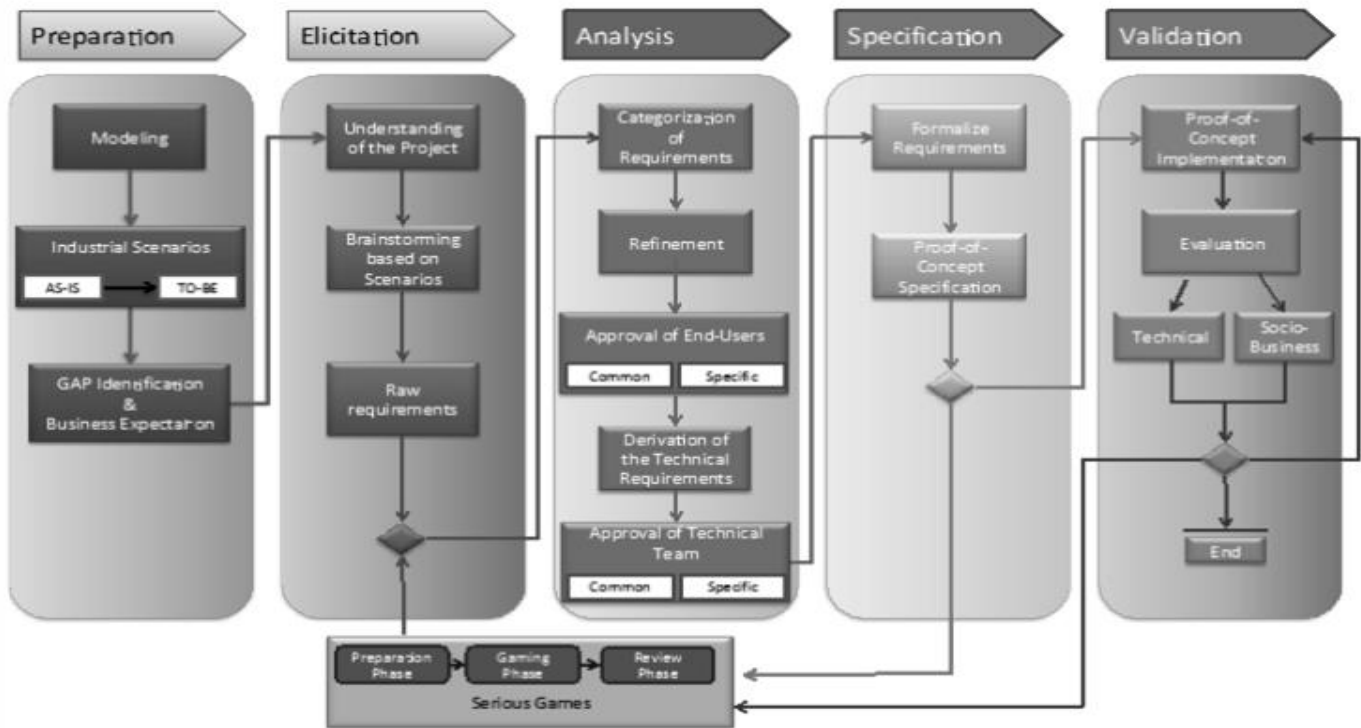 Preparation
Elicitation
Analysis
Specification
Validation
Modeling
Industrial Scenarios
AS-IS
TO-BE
GAP Identification
&
Business Expectation
Understanding
of the Project
Brainstorming
based on
Scenarios
Raw
requirements
Categorization
of
Requirements
Refinement
Approval of End-Users
Common
Specific
Derivation of
the Technical
Requirements
Approval of Technical
Team
Common
Specific
Formalize
Requirements
Proof-of-
Concept
Specification
Proof-of-
Concept
Implementation
Evaluation
Technical
Socio-
Business
End
Preparation
Phase
Gaming
Phase
Review
Phase
Serious Games